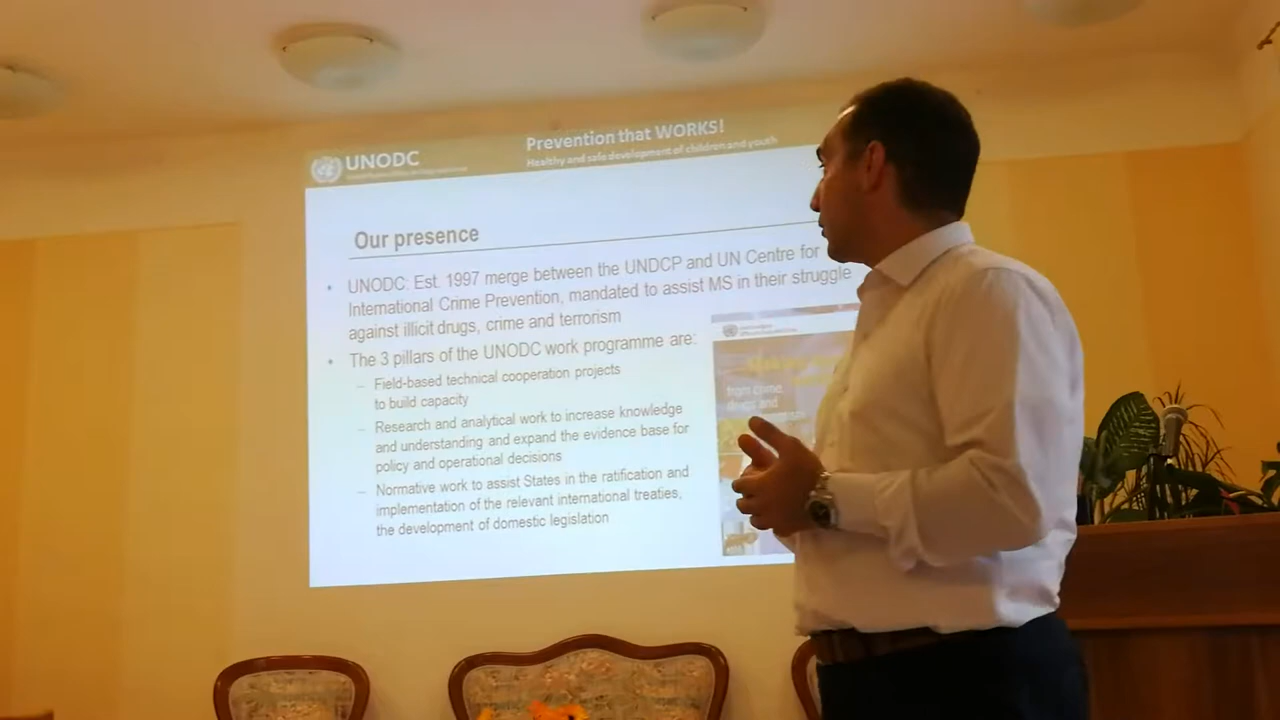 UNODC
Prevention that WORKS!
Healthy and safe development of children and youth
Our presence
• UNODC: Est. 1997 merge between the UNDCP and UN Centre for
International Crime Prevention, mandated to assist MS in their struggle
against illicit drugs, crime and terrorism
• The 3 pillars of the UNODC work programme are:
– Field-based technical cooperation projects
to build capacity
– Research and analytical work to increase knowledge
and understanding and expand the evidence base for
policy and operational decisions
– Normative work to assist States in the ratification and
implementation of the relevant international treaties,
the development of domestic legislation
from crime,
drugs and